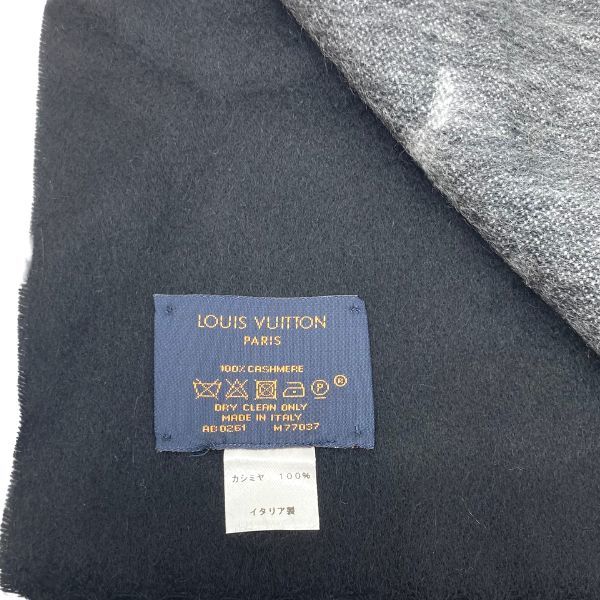 LOUIS VUITTON
PARIS
100% CASHMERE
P ®
DRY CLEAN ONLY
MADE IN ITALY
AB0261 M77037
カシミヤ 100%
イタリア製